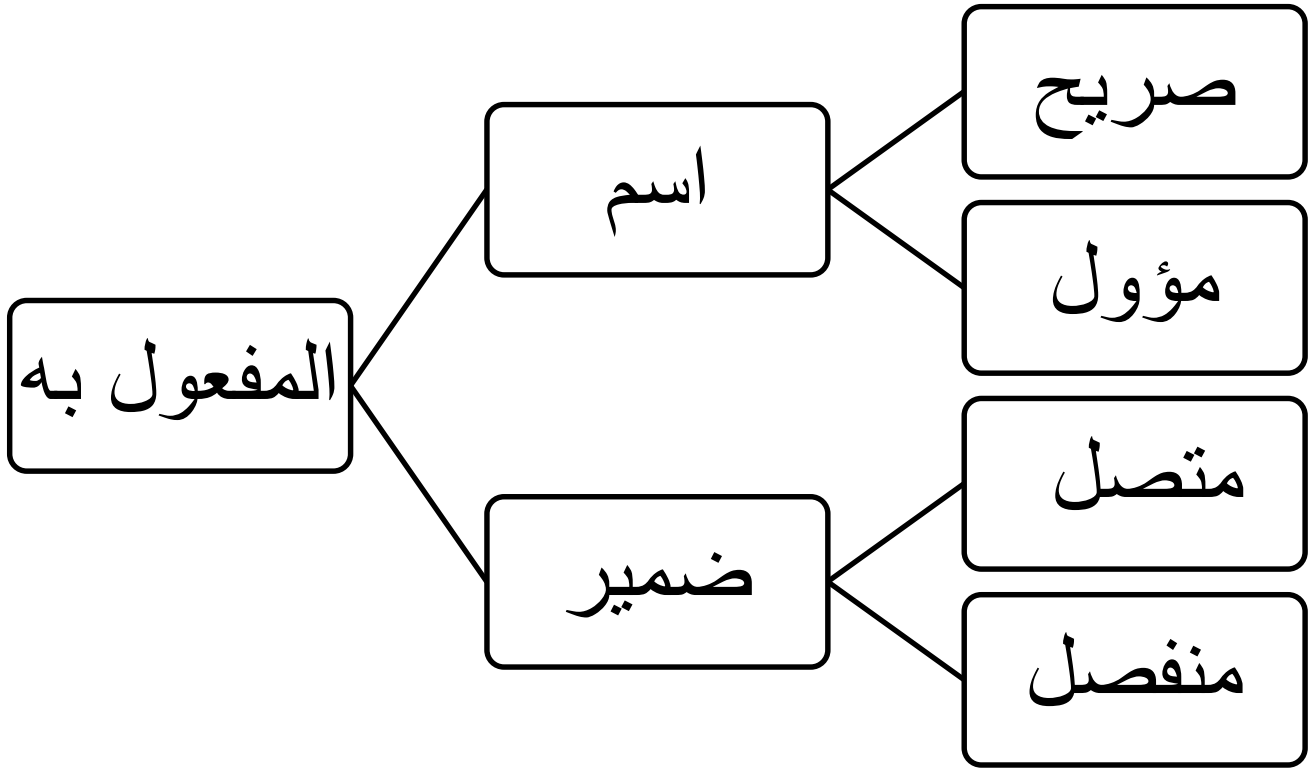 المفعول به
اسم
صريح
مؤول
ضمير
متصل
منفصل